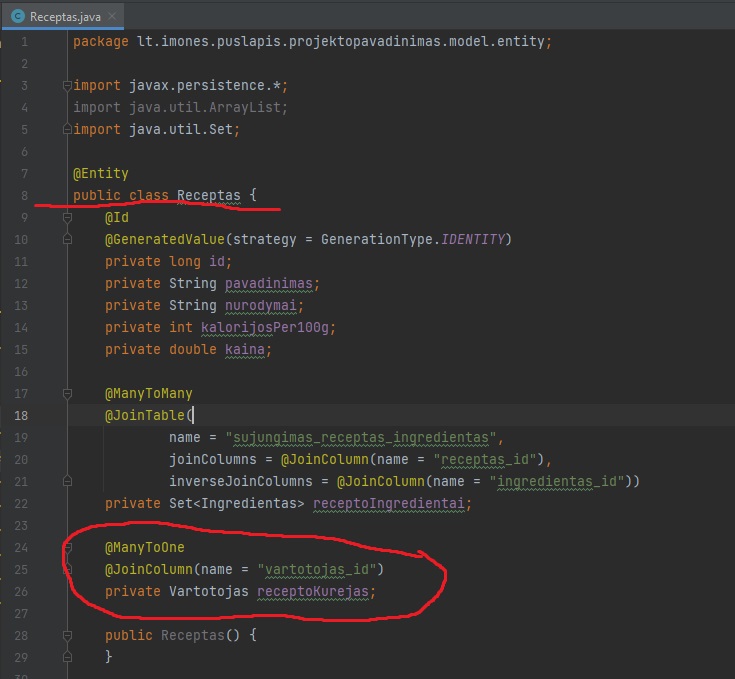 Receptas.java
1 package lt.imones.puslapis.projektopavadinimas.model.entity;
2
3 import javax.persistence.*;
4 import java.util.ArrayList;
5 import java.util.Set;
6
7 @Entity
8 public class Receptas {
9 @Id
10 @GeneratedValue(strategy = GenerationType.IDENTITY)
11 private long id;
12 private String pavadinimas;
13 private String nurodymai;
14 private int kalorijosPer100g;
15 private double kaina;
16
17 @ManyToMany
18 @JoinTable(
19 name = "sujungimas_receptas_ingredientas",
20 joinColumns = @JoinColumn(name = "receptas_id"),
21 inverseJoinColumns = @JoinColumn(name = "ingredientas_id"))
22 private Set<Ingredientas> receptoIngredientai;
23
24 @ManyToOne
25 @JoinColumn(name = "vartotojas_id")
26 private Vartotojas receptoKurejas;
27
28 public Receptas() {
29 }
30